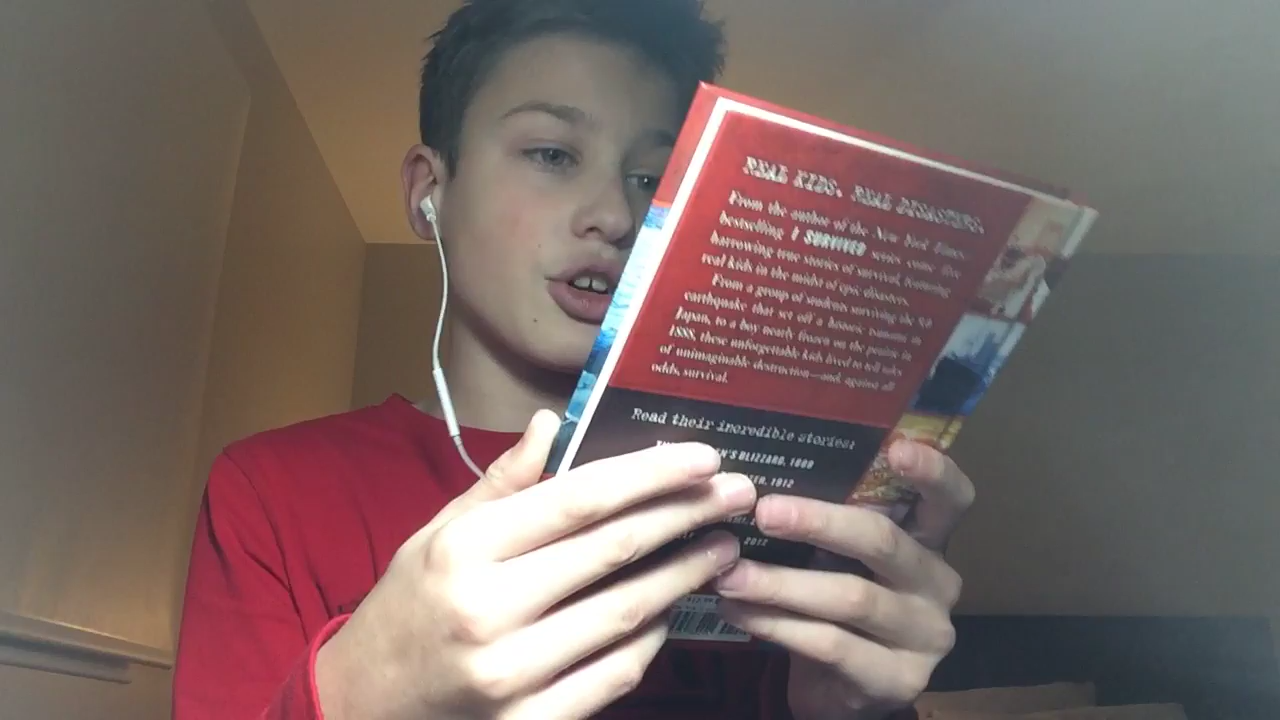 REAL KIDS. REAL DISASTERS.
From the author of the New York Times-
bestselling I SURVIVED series come five
harrowing true stories of survival, featuring
real kids in the midst of epic disasters.
From a group of students surviving the 9.0
earthquake that set off a historic tsunami in
Japan, to a boy nearly frozen on the prairie in
1888, these unforgettable kids lived to tell tales
of unimaginable destruction—and, against all
odds, survival.
Read their incredible stories:
EN'S BLIZZARD, 1888
TER, 1912
2012